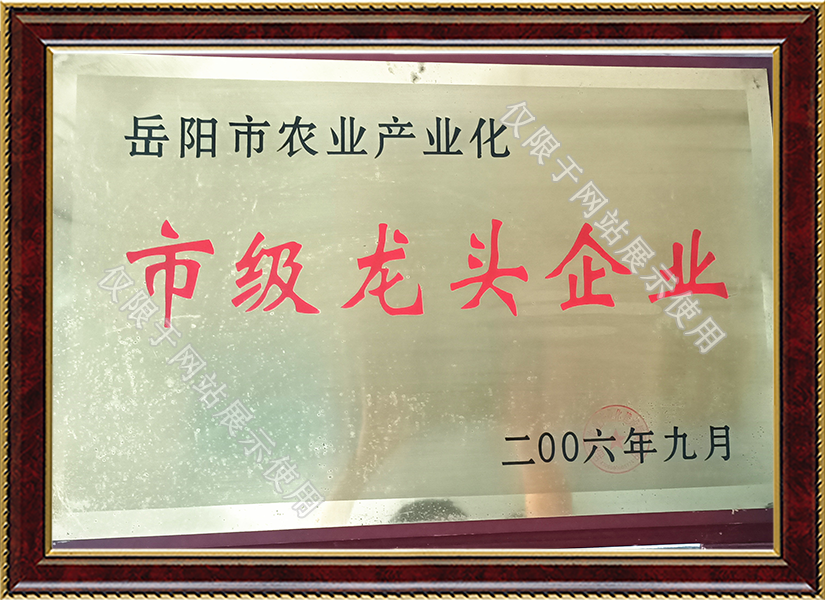 岳阳市农业产业化
市级龙头企业
二00六年九月
仅限于网站展示使用
仅限于网站展示使用